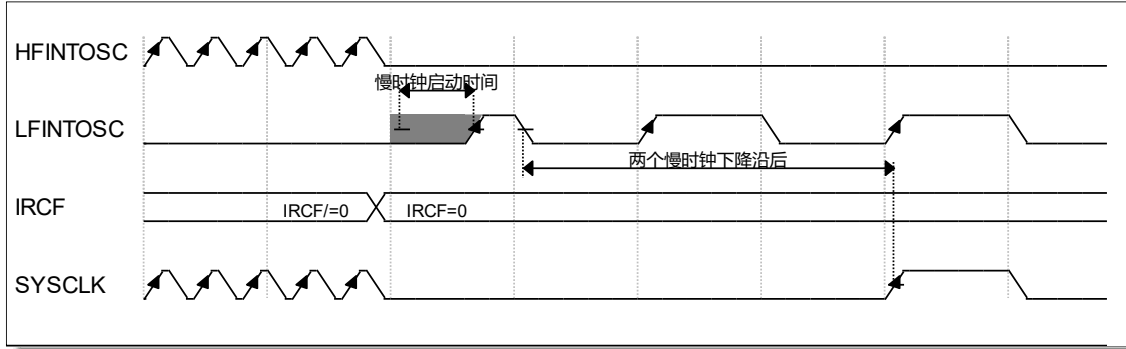 HFINTOSC
慢时钟启动时间
LFINTOSC
两个慢时钟下降沿后
IRCF
IRCF/=0 IRCF=0
SYSCLK